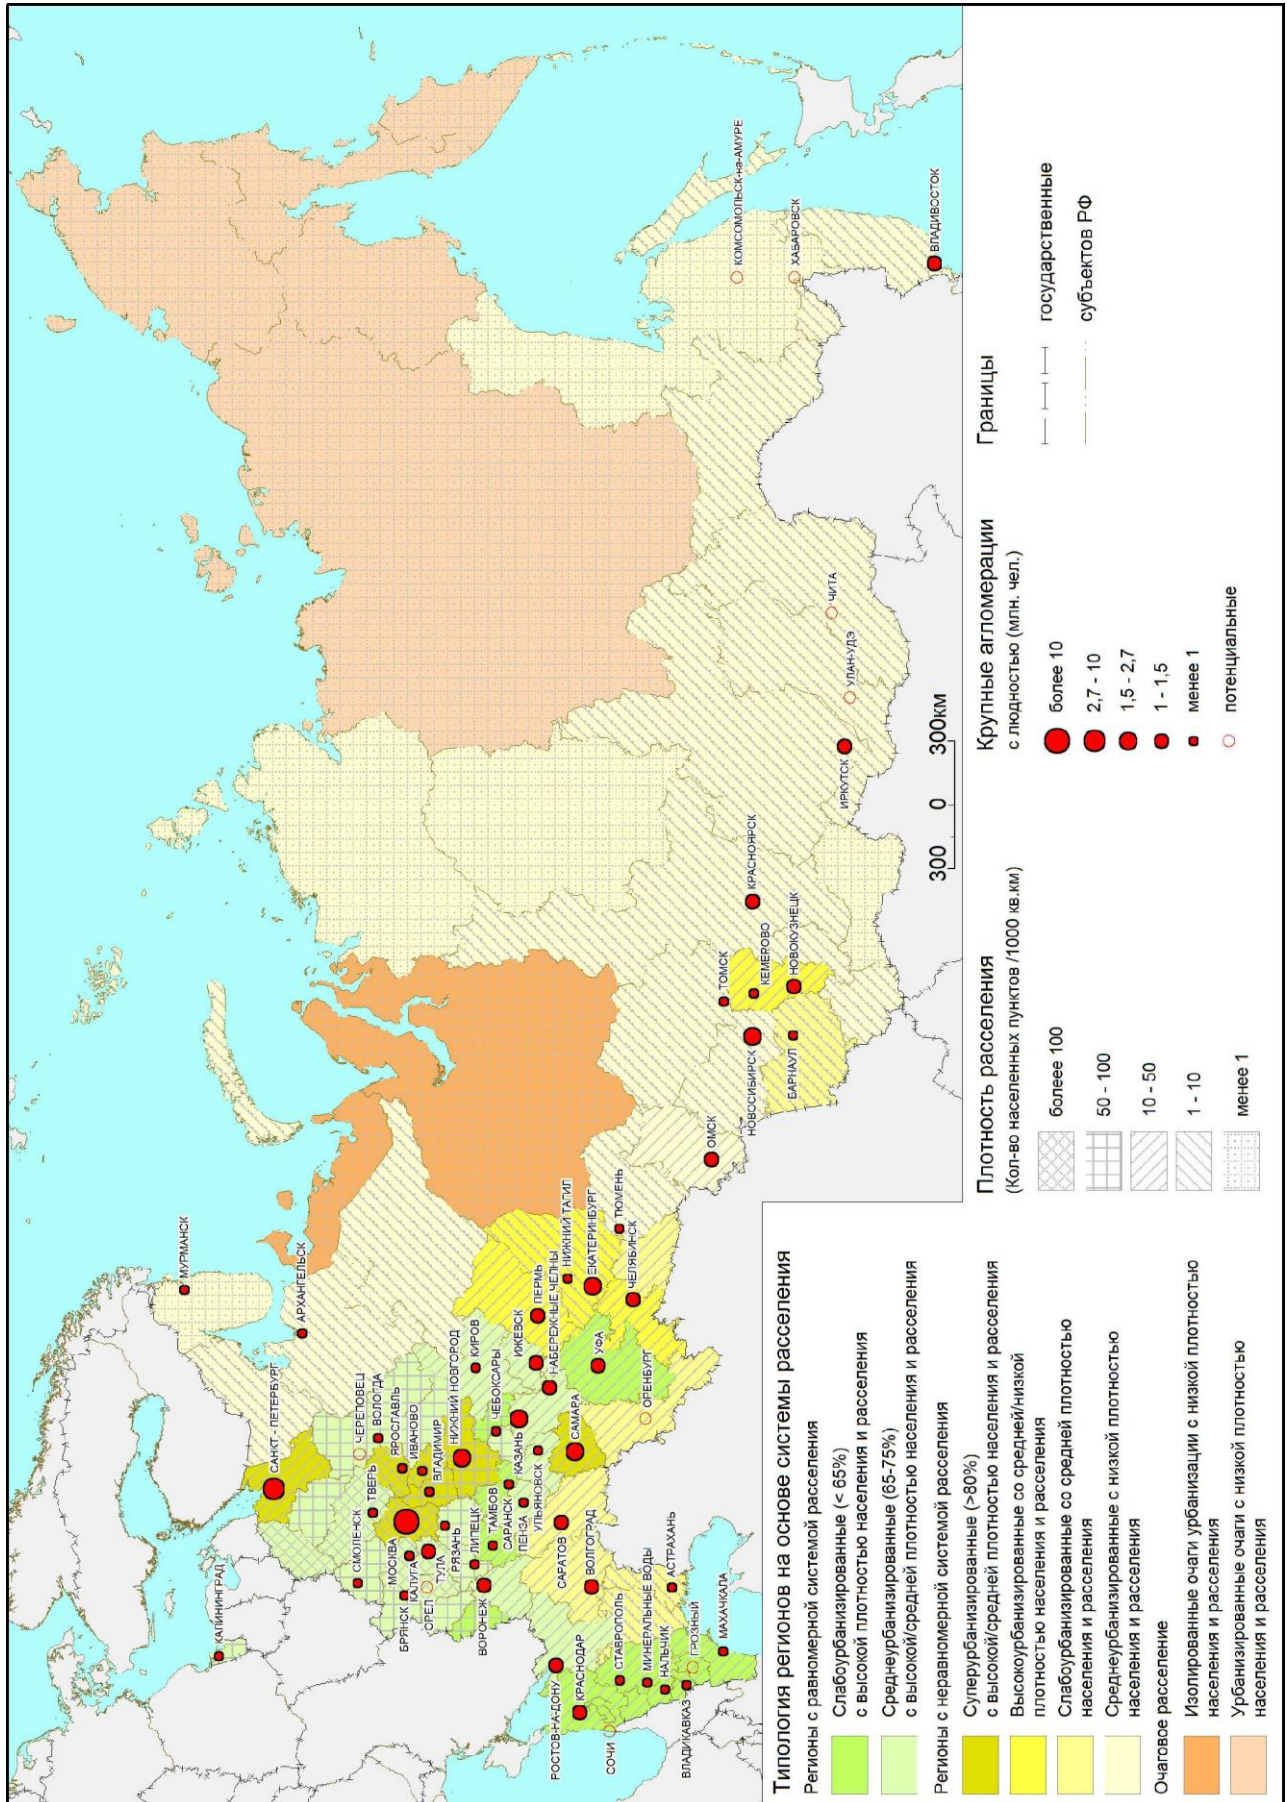 МУРМАНСК
АРХАНГЕЛЬСК
САНКТ - ПЕТЕРБУРГ
КАЛИНИНГРАД
ЧЕРЕПОВЕЦ
ВОЛОГДА
ЯРОСЛАВЛЬ
ИВАНОВО
ВЛАДИМИР
НИЖНИЙ НОВГОРОД
КИРОВ
ТВЕРЬ
СМОЛЕНСК
МОСКВА
КАЛУГА
БРЯНСК
ОРЕЛ
ТУЛА
РЯЗАНЬ
ЛИПЕЦК
ТАМБОВ
ВОРОНЕЖ
САРАНСК
ПЕНЗА
УЛЬЯНОВСК
КАЗАНЬ
ЧЕБОКСАРЫ
ИЖЕВСК
НАБЕРЕЖНЫЕ ЧЕЛНЫ
ПЕРМЬ
НИЖНИЙ ТАГИЛ
ЕКАТЕРИНБУРГ
ТЮМЕНЬ
ЧЕЛЯБИНСК
УФА
ОРЕНБУРГ
САМАРА
САРАТОВ
ВОЛГОГРАД
АСТРАХАНЬ
РОСТОВ-НА-ДОНУ
КРАСНОДАР
СОЧИ
СТАВРОПОЛЬ
МИНЕРАЛЬНЫЕ ВОДЫ
НАЛЬЧИК
ВЛАДИКАВКАЗ
ГРОЗНЫЙ
МАХАЧКАЛА
ОМСК
НОВОСИБИРСК
ТОМСК
КЕМЕРОВО
БАРНАУЛ
НОВОКУЗНЕЦК
КРАСНОЯРСК
ИРКУТСК
УЛАН-УДЭ
ЧИТА
КОМСОМОЛЬСК-на-АМУРЕ
ХАБАРОВСК
ВЛАДИВОСТОК
300 0 300КМ
Типология регионов на основе системы расселения
Регионы с равномерной системой расселения
Слабоурбанизированные (< 65%)
с высокой плотностью населения и расселения
Среднеурбанизированные (65-75%)
с высокой/средней плотностью населения и расселения
Регионы с неравномерной системой расселения
Суперурбанизированные (>80%)
с высокой/средней плотностью населения и расселения
Высокоурбанизированные со средней/низкой
плотностью населения и расселения
Слабоурбанизированные со средней плотностью
населения и расселения
Среднеурбанизированные с низкой плотностью
населения и расселения
Очаговое расселение
Изолированные очаги урбанизации с низкой плотностью
населения и расселения
Урбанизированные очаги с низкой плотностью
населения и расселения
Плотность расселения
(Кол-во населенных пунктов /1000 кв.км)
болеее 100
50 - 100
10 - 50
1 - 10
менее 1
Крупные агломерации
с людностью (млн. чел.)
более 10
2,7 - 10
1,5 - 2,7
1 - 1,5
менее 1
потенциальные
Границы
государственные
субъектов РФ